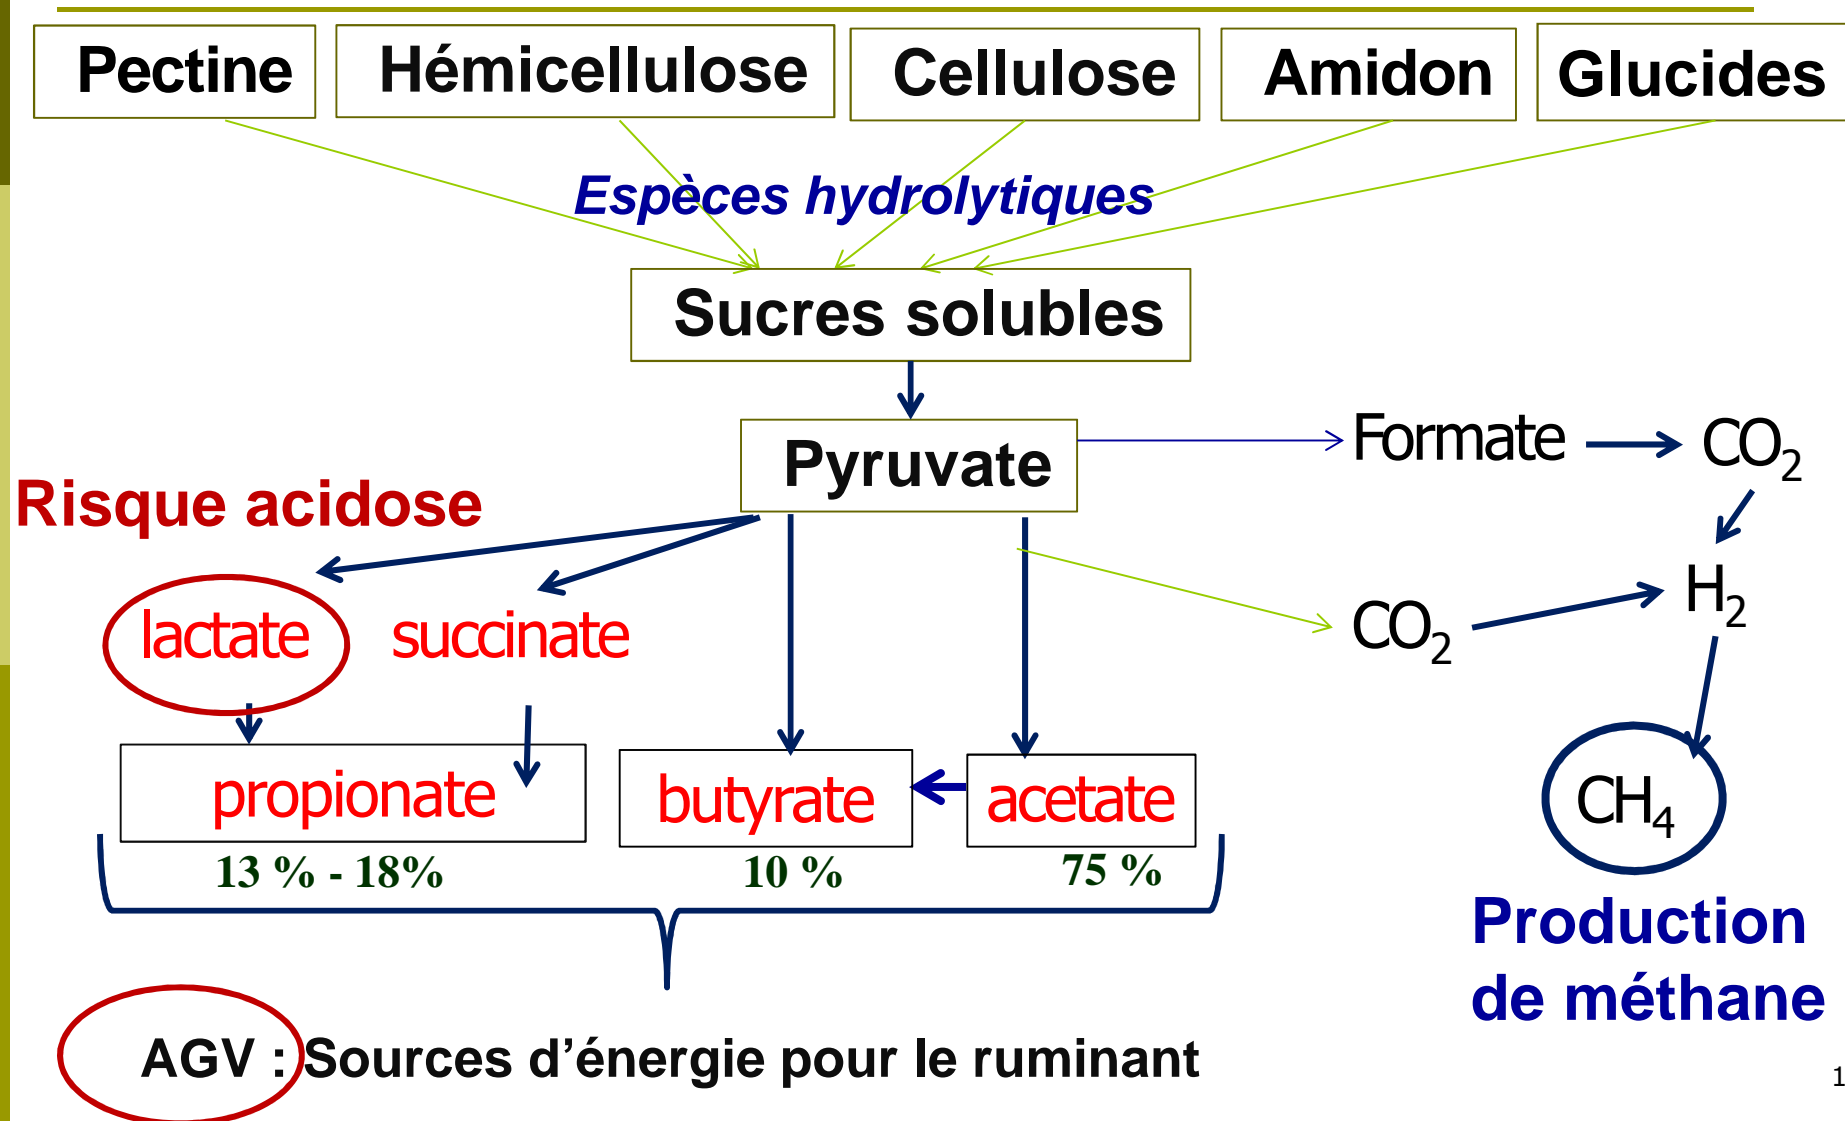 Pectine
Hémicellulose
Cellulose
Amidon
Glucides
Espèces hydrolytiques
Sucres solubles
Pyruvate
Formate
CO2
Risque acidose
H2
lactate
succinate
CO2
propionate
butyrate
acetate
CH4
13 % - 18%
10 %
75 %
Production
de méthane
AGV : Sources d’énergie pour le ruminant
1